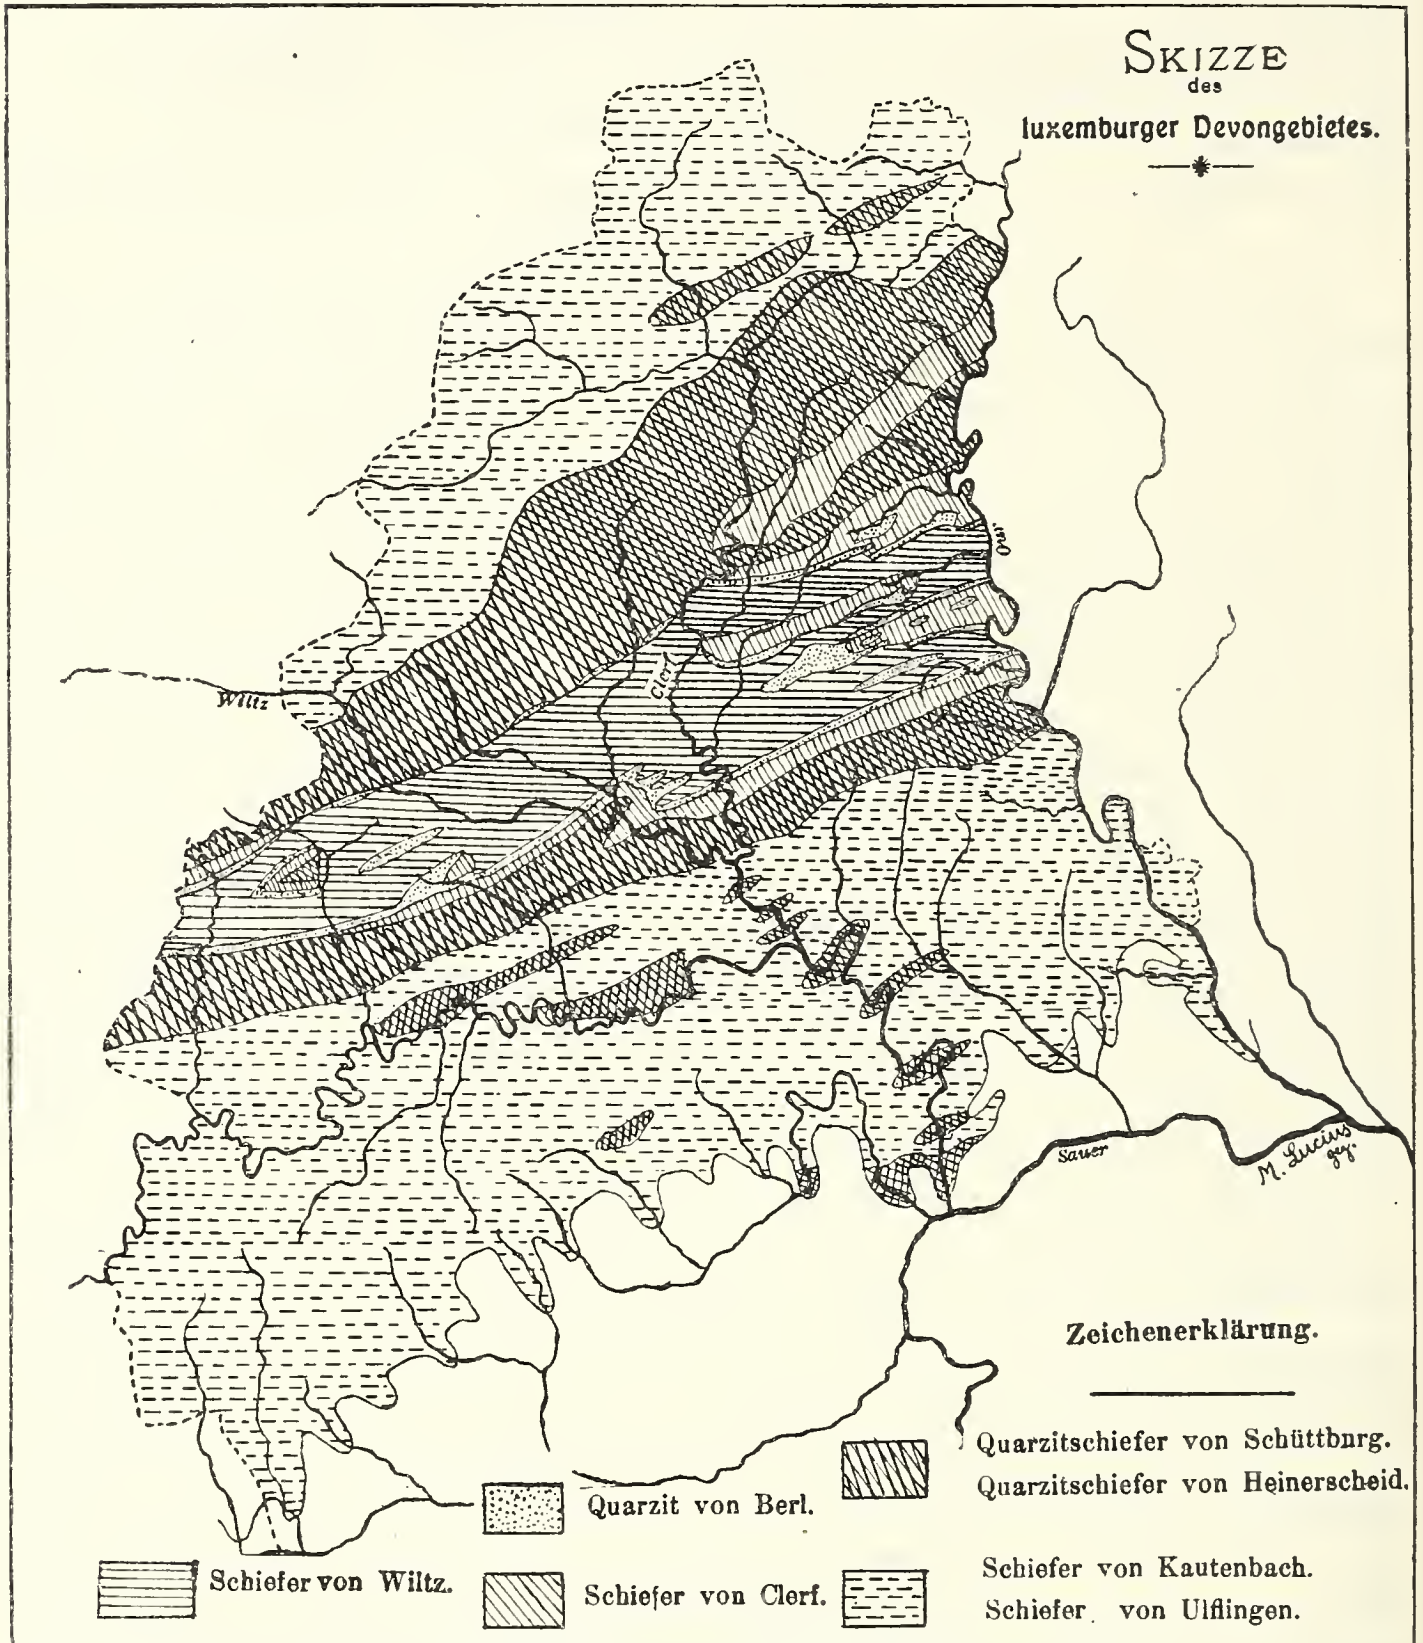 SKIZZE
des
luxemburger Devongebietes.
Our.
Clerf
Wiltz
Sauer
M. Lucius
gez.
Zeichenerklärung.
Quarzitschiefer von Schüttburg.
Quarzitschiefer von Heinerscheid.
Quarzit von Berl.
Schiefer von Wiltz.
Schiefer von Clerf.
Schiefer von Kautenbach.
Schiefer. von Ulflingen.